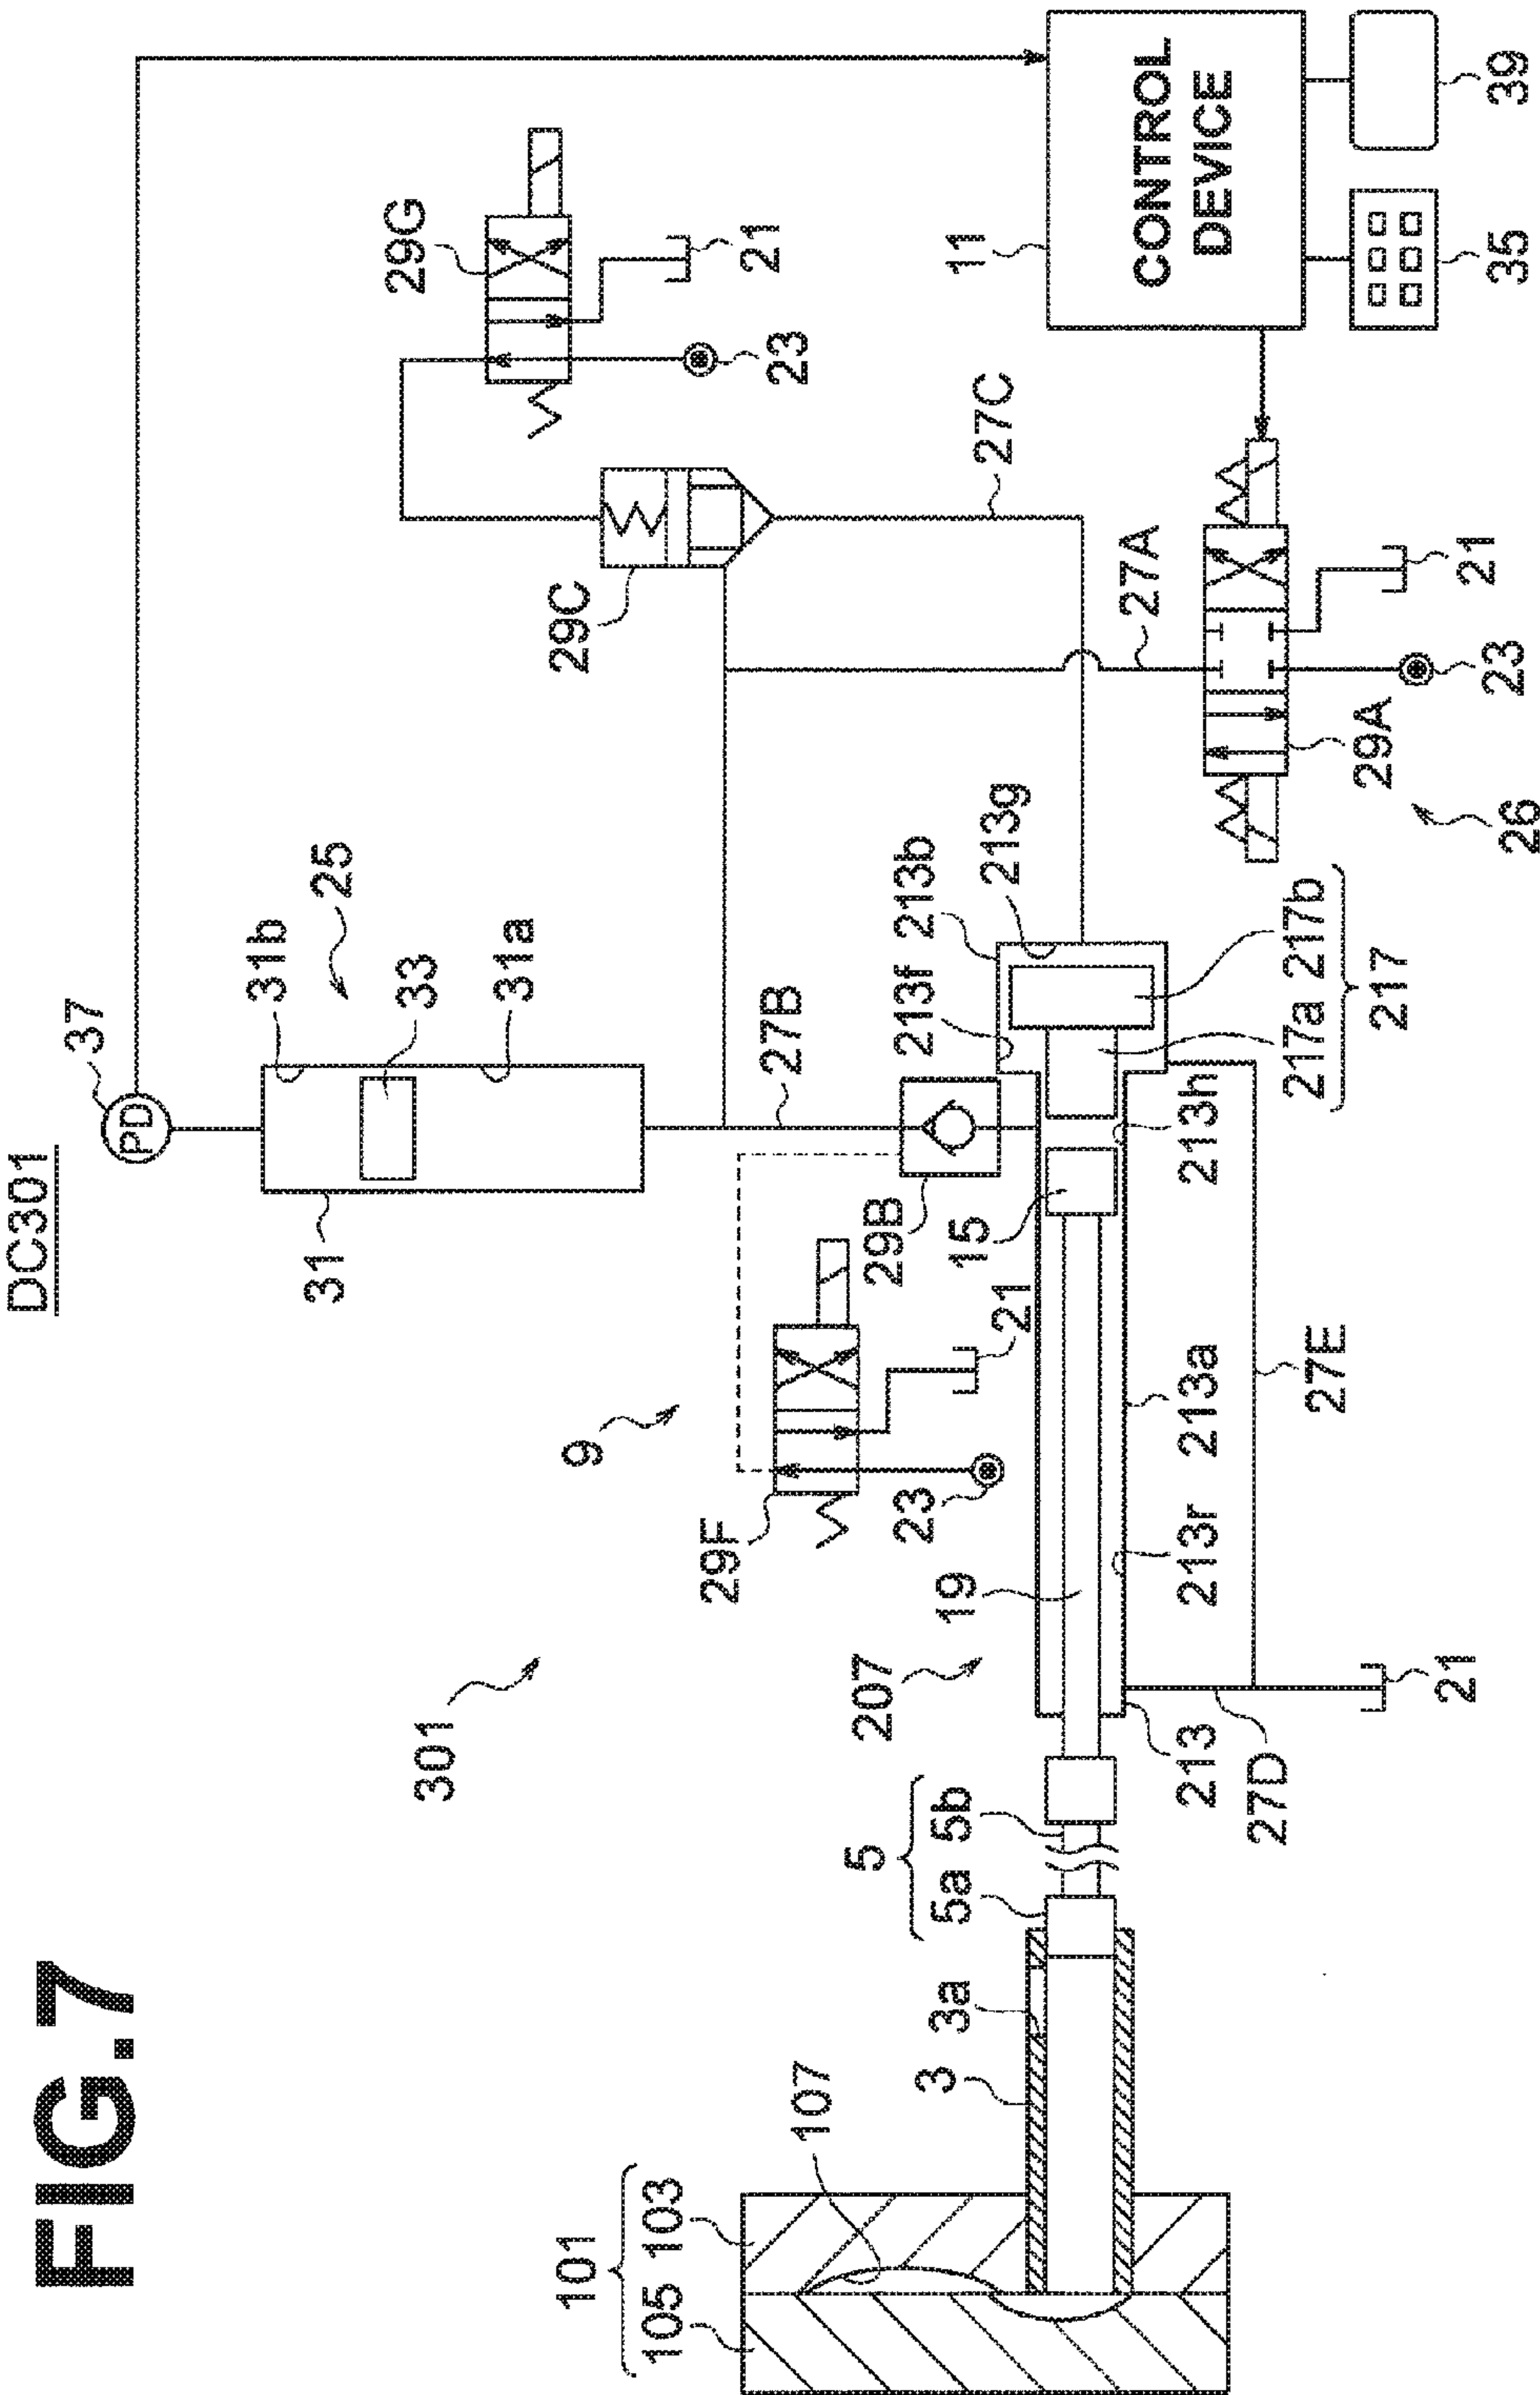 FIG.7
DC301
37
PD
31b
25
33
31a
31
29G
21
23
11
CONTROL
DEVICE
39
35
29C
27C
27A
21
23
29A
26
27B
213f
213b
213g
29B
15
21
9
29F
23
217a
217b
217
213h
213a
27E
213r
19
207
301
213
27D
21
5
5a
5b
3a
3
107
101
105
103